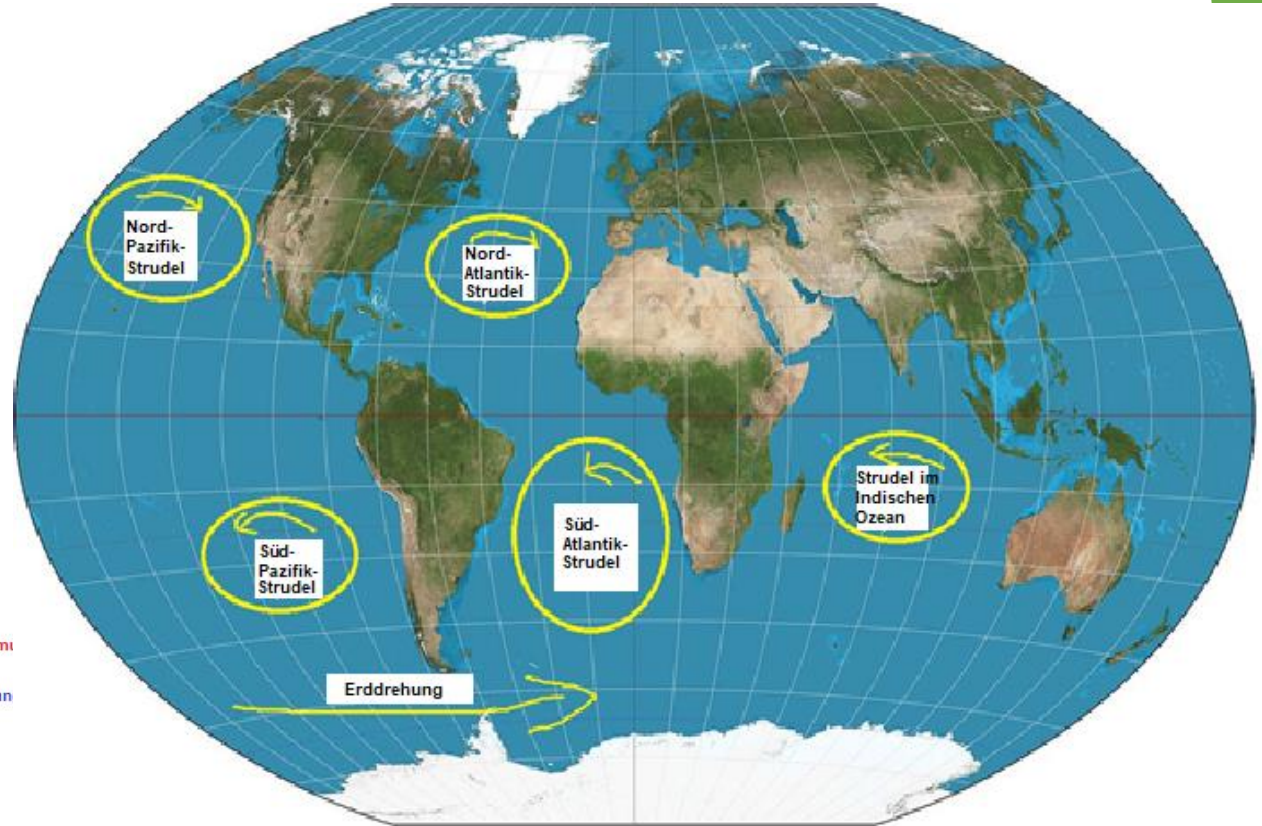 Nord-
Pazifik-
Strudel
Nord-
Atlantik-
Strudel
Strudel im
Indischen
Ozean
Süd-
Atlantik-
Strudel
Süd-
Pazifik-
Strudel
Erddrehung